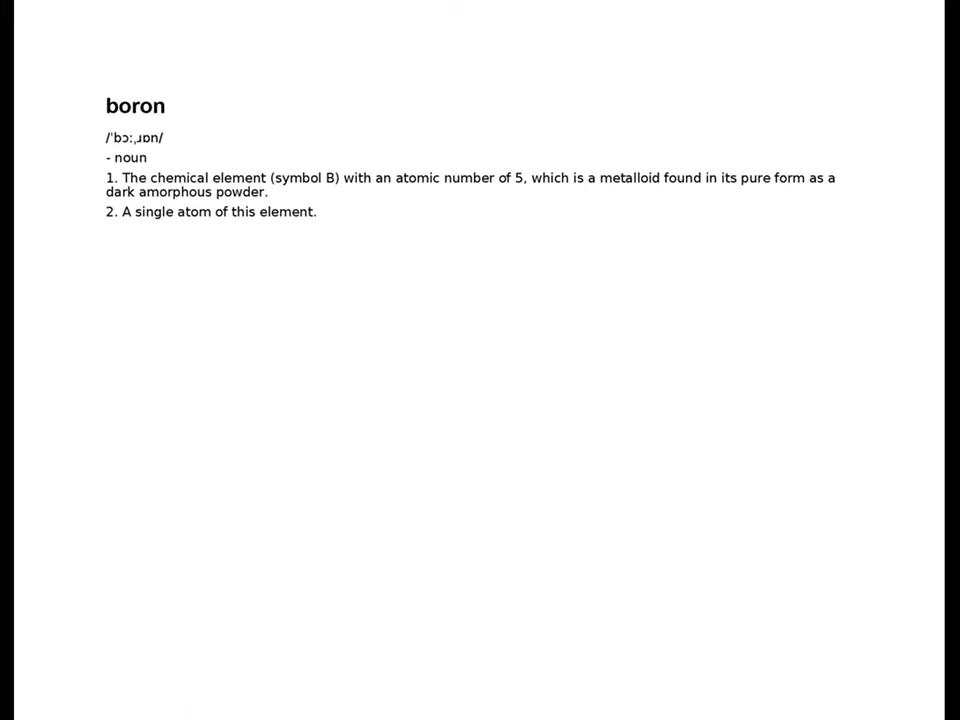 boron
/ˈbɔːˌɹɒn/
- noun
1. The chemical element (symbol B) with an atomic number of 5, which is a metalloid found in its pure form as a
dark amorphous powder.
2. A single atom of this element.